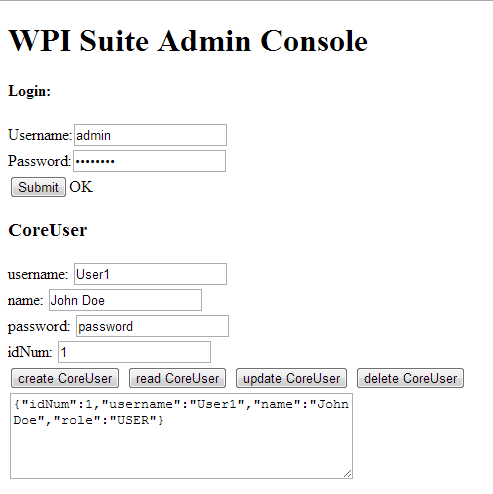 WPI Suite Admin Console
Login:
Username: admin
Password: ••••••••
Submit OK
CoreUser
username: User1
name: John Doe
password: password
idNum: 1
create CoreUser read CoreUser update CoreUser delete CoreUser
{"idNum":1,"username":"User1","name":"John
Doe","role":"USER"}